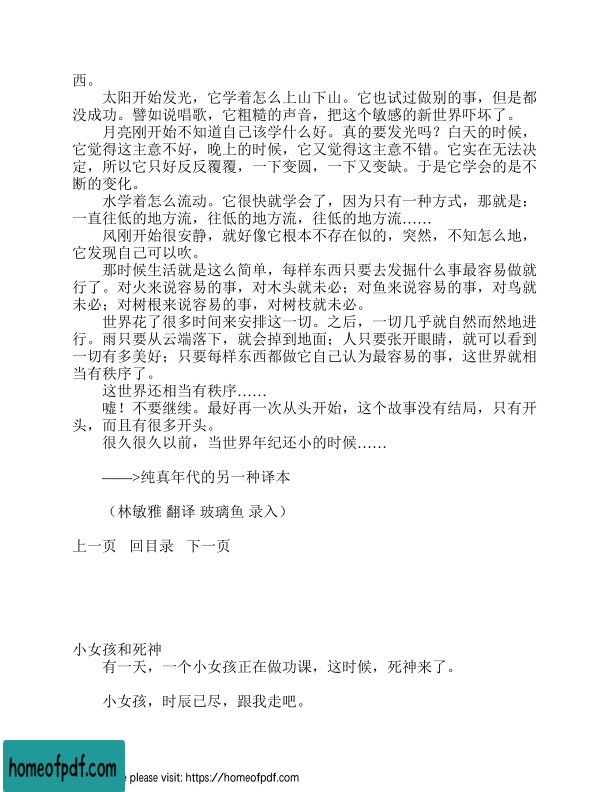 西。
太阳开始发光，它学着怎么上山下山。它也试过做别的事，但是都
没成功。譬如说唱歌，它粗糙的声音，把这个敏感的新世界吓坏了。
月亮刚开始不知道自己该学什么好。真的要发光吗？白天的时候，
它觉得这主意不好，晚上的时候，它又觉得这主意不错。它实在无法决
定，所以它只好反反覆覆，一下变圆，一下又变缺。于是它学会的是不
断的变化。
水学着怎么流动。它很快就学会了，因为只有一种方式，那就是：
一直往低的地方流，往低的地方流，往低的地方流……
风刚开始很安静，就好像它根本不存在似的，突然，不知怎么地，
它发现自己可以吹。
那时候生活就是这么简单，每样东西只要去发掘什么事最容易做就
行了。对火来说容易的事，对木头就未必；对鱼来说容易的事，对鸟就
未必；对树根来说容易的事，对树枝就未必。
世界花了很多时间来安排这一切。之后，一切几乎就自然而然地进
行。雨只要从云端落下，就会掉到地面；人只要张开眼睛，就可以看到
一切有多美好；只要每样东西都做它自己认为最容易的事，这世界就相
当有秩序了。
这世界还相当有秩序……
嘘！不要继续。最好再一次从头开始，这个故事没有结局，只有开
头，而且有很多开头。
很久很久以前，当世界年纪还小的时候……
——>纯真年代的另一种译本
（林敏雅 翻译 玻璃鱼 录入）
上一页 回目录 下一页
小女孩和死神
有一天，一个小女孩正在做功课，这时候，死神来了。
小女孩，时辰已尽，跟我走吧。
homeofpdf.com
e please visit: https://homeofpdf.com